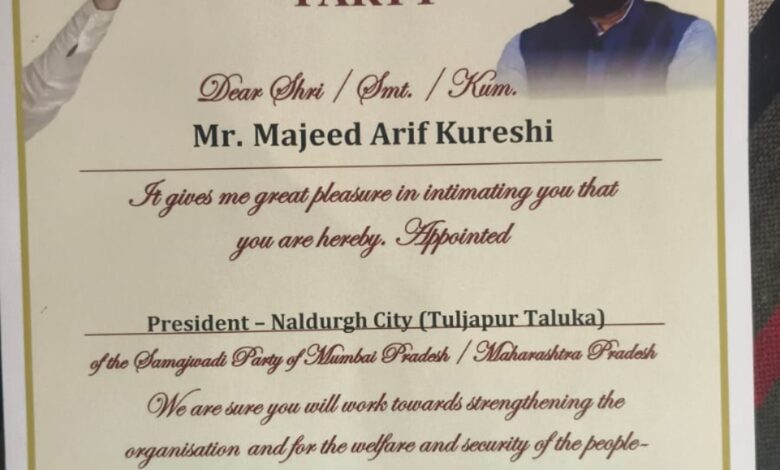 PARTY
Dear Shri / Smt. / Kum.
Mr. Majeed Arif Kureshi
It gives me great pleasure in intimating you that
you are hereby. Appointed
President – Naldurgh City (Tuljapur Taluka)
of the Samajwadi Party of Mumbai Pradesh / Maharashtra Pradesh
We are sure you will work towards strengthening the
organisation and for the welfare and security of the people-